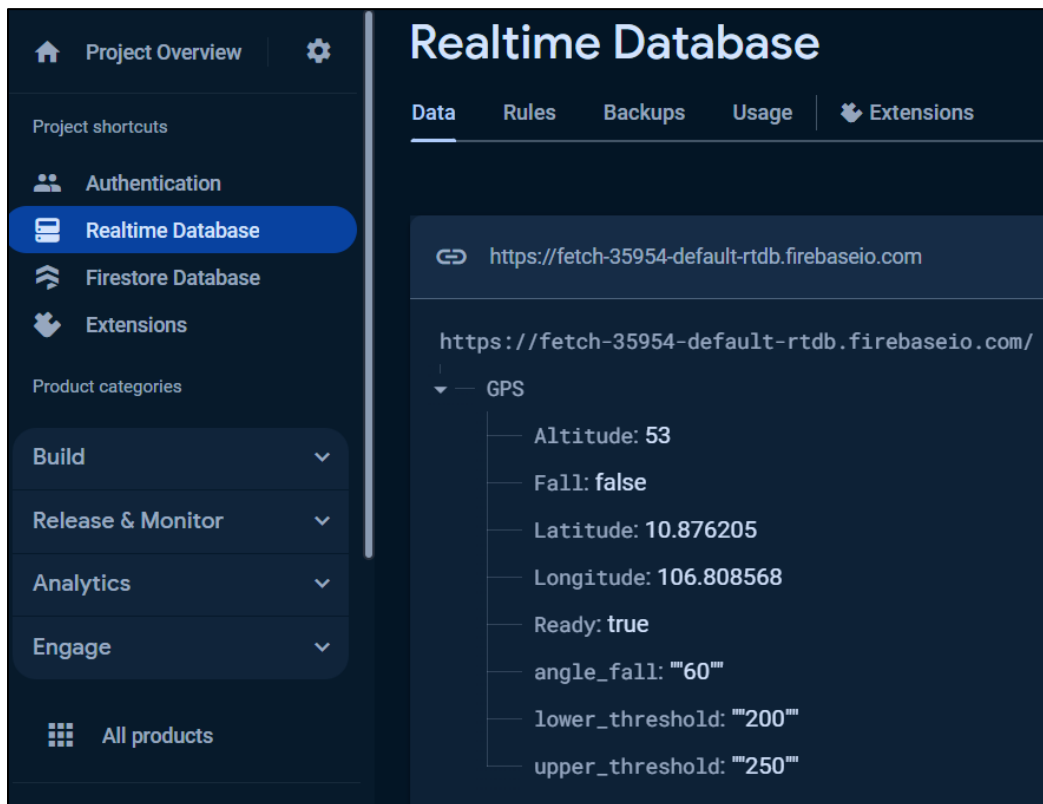 Project Overview
Project shortcuts
Authentication
Realtime Database
Firestore Database
Extensions
Product categories
Build
Release & Monitor
Analytics
Engage
All products
Realtime Database
Data Rules Backups Usage Extensions
https://fetch-35954-default-rtdb.firebaseio.com
https://fetch-35954-default-rtdb.firebaseio.com/
GPS
Altitude: 53
Fall: false
Latitude: 10.876205
Longitude: 106.808568
Ready: true
angle_fall: ""60""
lower_threshold: ""200""
upper_threshold: ""250""